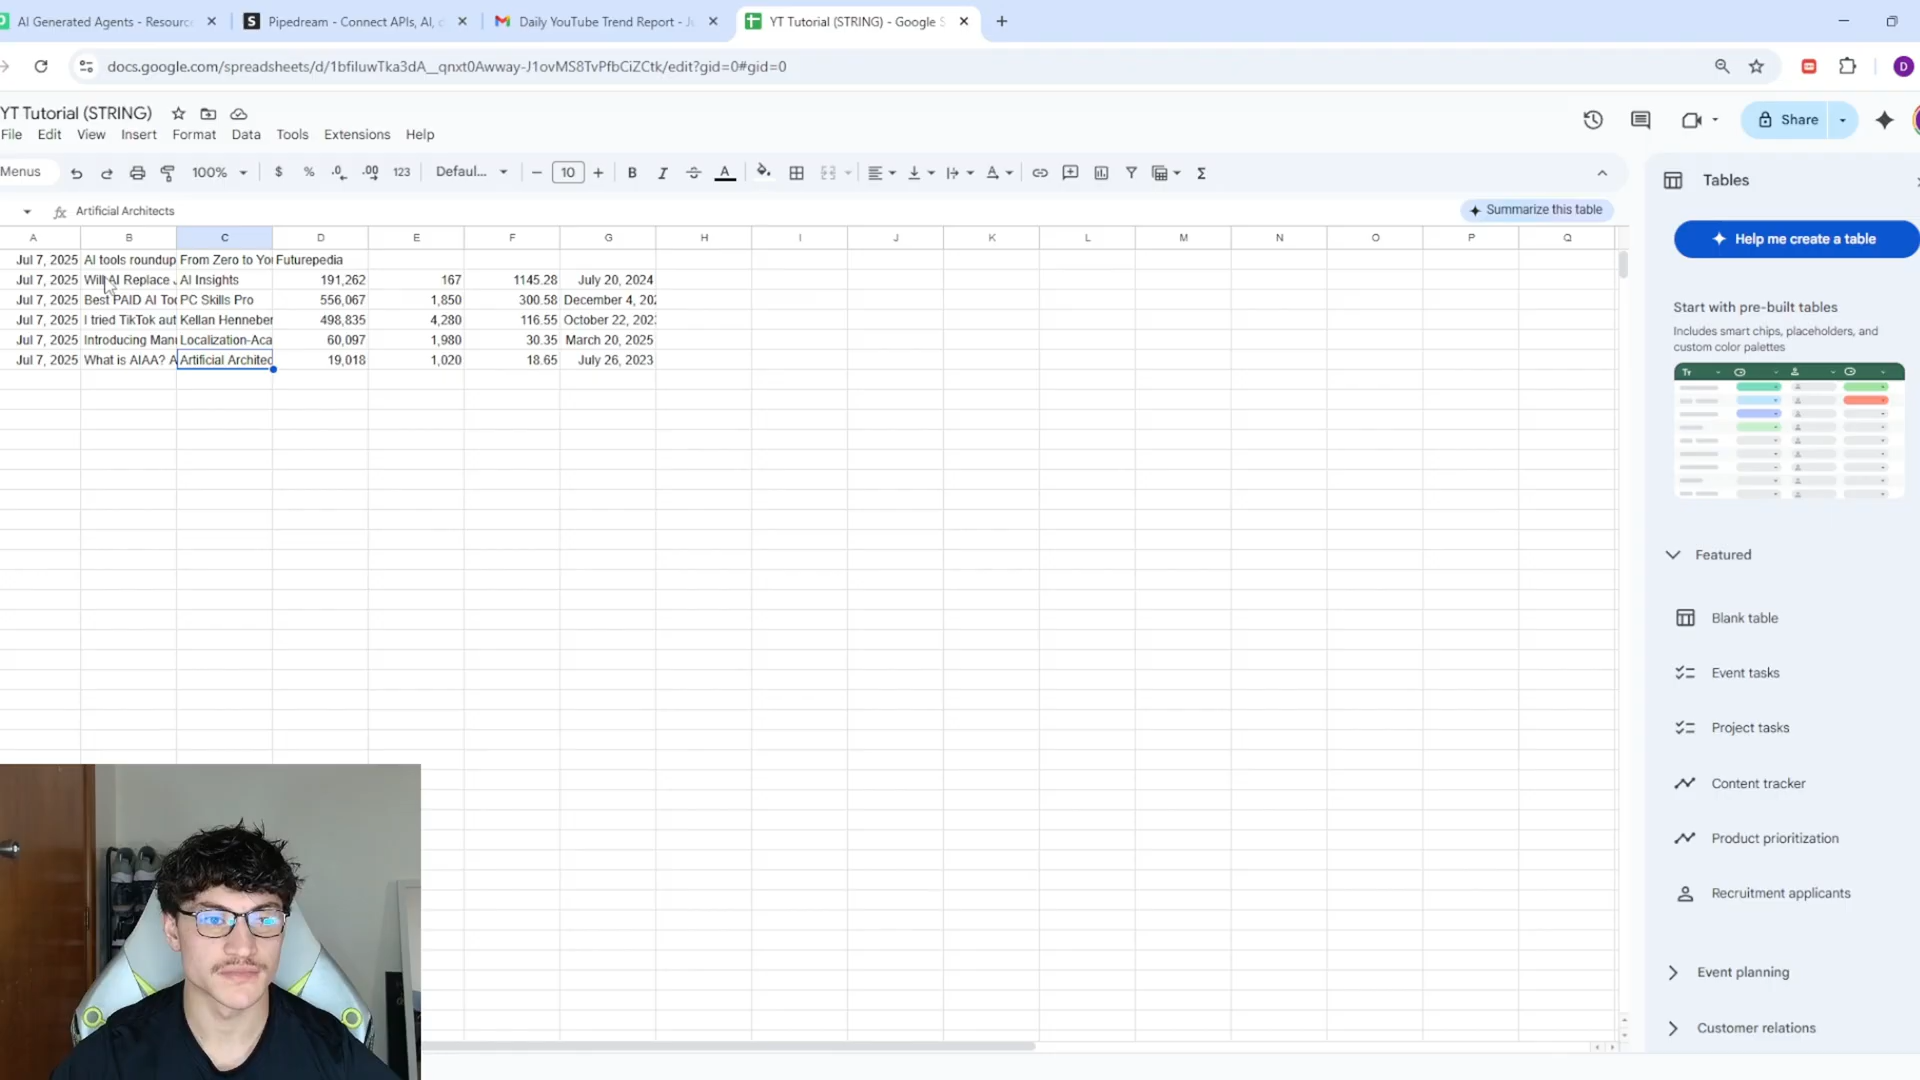 AI Generated Agents - Resource
Pipedream - Connect APIs, AI, c
Daily YouTube Trend Report - Ju
YT Tutorial (STRING) - Google S
docs.google.com/spreadsheets/d/1bfiluwTka3dA__qnxt0Awway-J1ovMS8TvPfbCiZCtk/edit?gid=0#gid=0
D
YT Tutorial (STRING)
File Edit View Insert Format Data Tools Extensions Help
Share
Menus 100% $ % .0 .00 123 Defaul... 10 B I S A
Artificial Architects
Summarize this table
A B C D E F G H I J K L M N O P Q
Jul 7, 2025 AI tools roundup From Zero to You Futurepedia
Jul 7, 2025 Will AI Replace J AI Insights 191,262 167 1145.28 July 20, 2024
Jul 7, 2025 Best PAID AI Too PC Skills Pro 556,067 1,850 300.58 December 4, 202
Jul 7, 2025 I tried TikTok aut Kellan Henneber 498,835 4,280 116.55 October 22, 202
Jul 7, 2025 Introducing Man Localization-Aca 60,097 1,980 30.35 March 20, 2025
Jul 7, 2025 What is AIAA? A Artificial Architec 19,018 1,020 18.65 July 26, 2023
Tables
Help me create a table
Start with pre-built tables
Includes smart chips, placeholders, and
custom color palettes
Tт
Featured
Blank table
Event tasks
Project tasks
Content tracker
Product prioritization
Recruitment applicants
Event planning
Customer relations